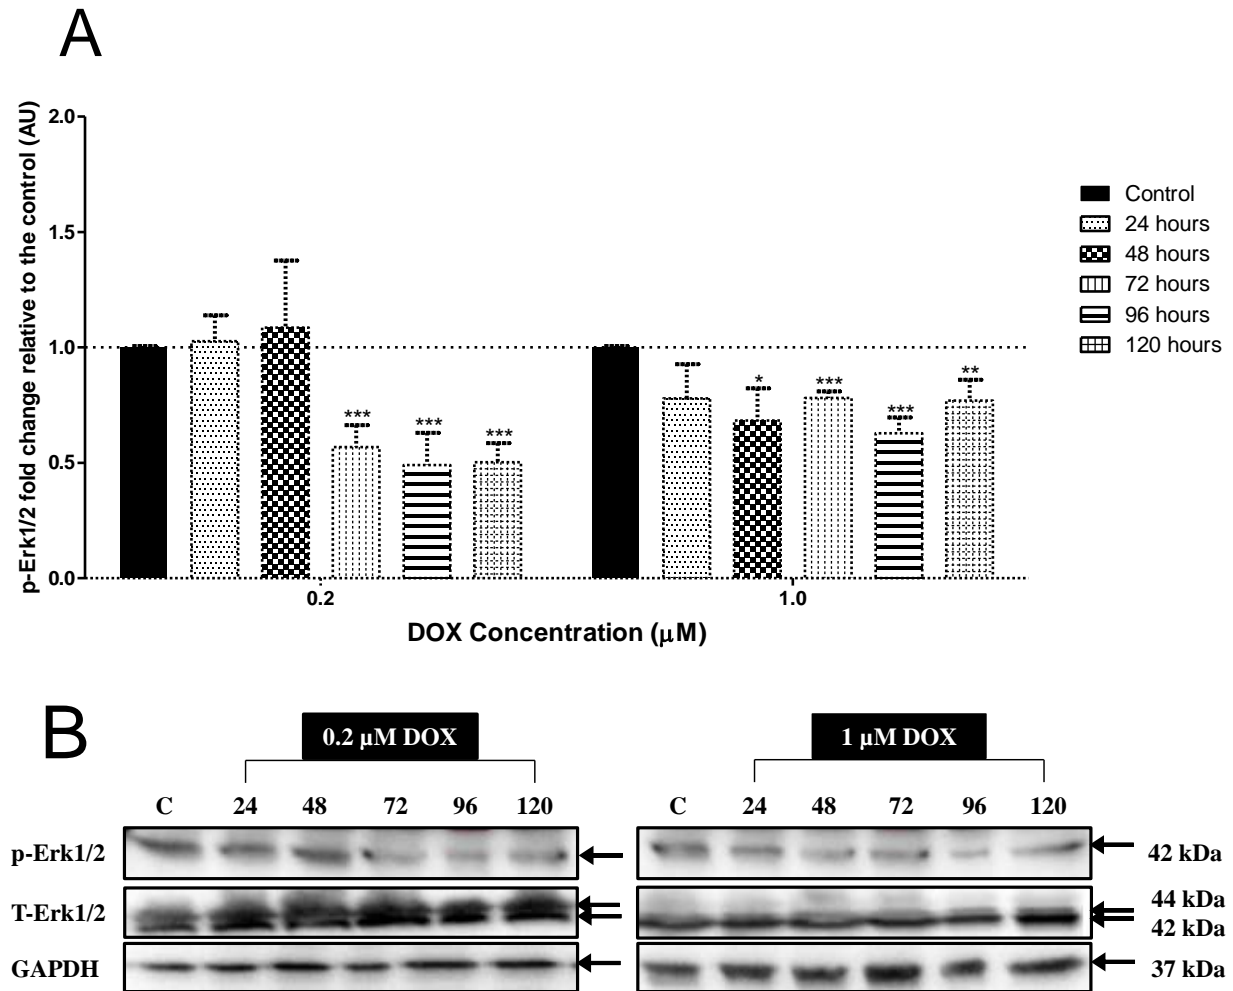 A
p-Erk1/2 fold change relative to the control (AU)
2.0
1.5
1.0
0.5
0.0
*** *** ***
* *** *** **
0.2 1.0
DOX Concentration (μM)
Control
24 hours
48 hours
72 hours
96 hours
120 hours
B
0.2 µM DOX 1 µM DOX
C 24 48 72 96 120 C 24 48 72 96 120
p-Erk1/2 42 kDa
T-Erk1/2 44 kDa
42 kDa
GAPDH 37 kDa